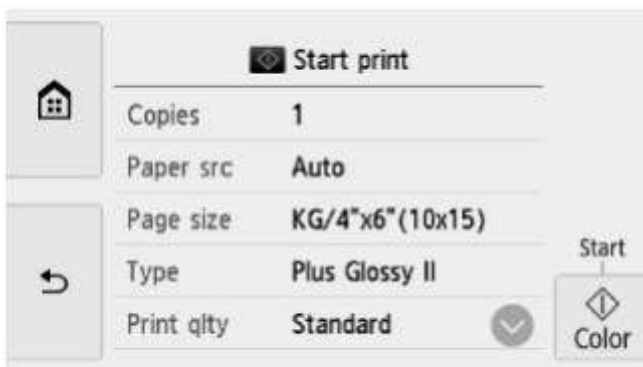 Start print
Copies 1
Paper src Auto
Page size KG/4"x6"(10x15)
Type Plus Glossy II
Print qlty Standard
Start
Color